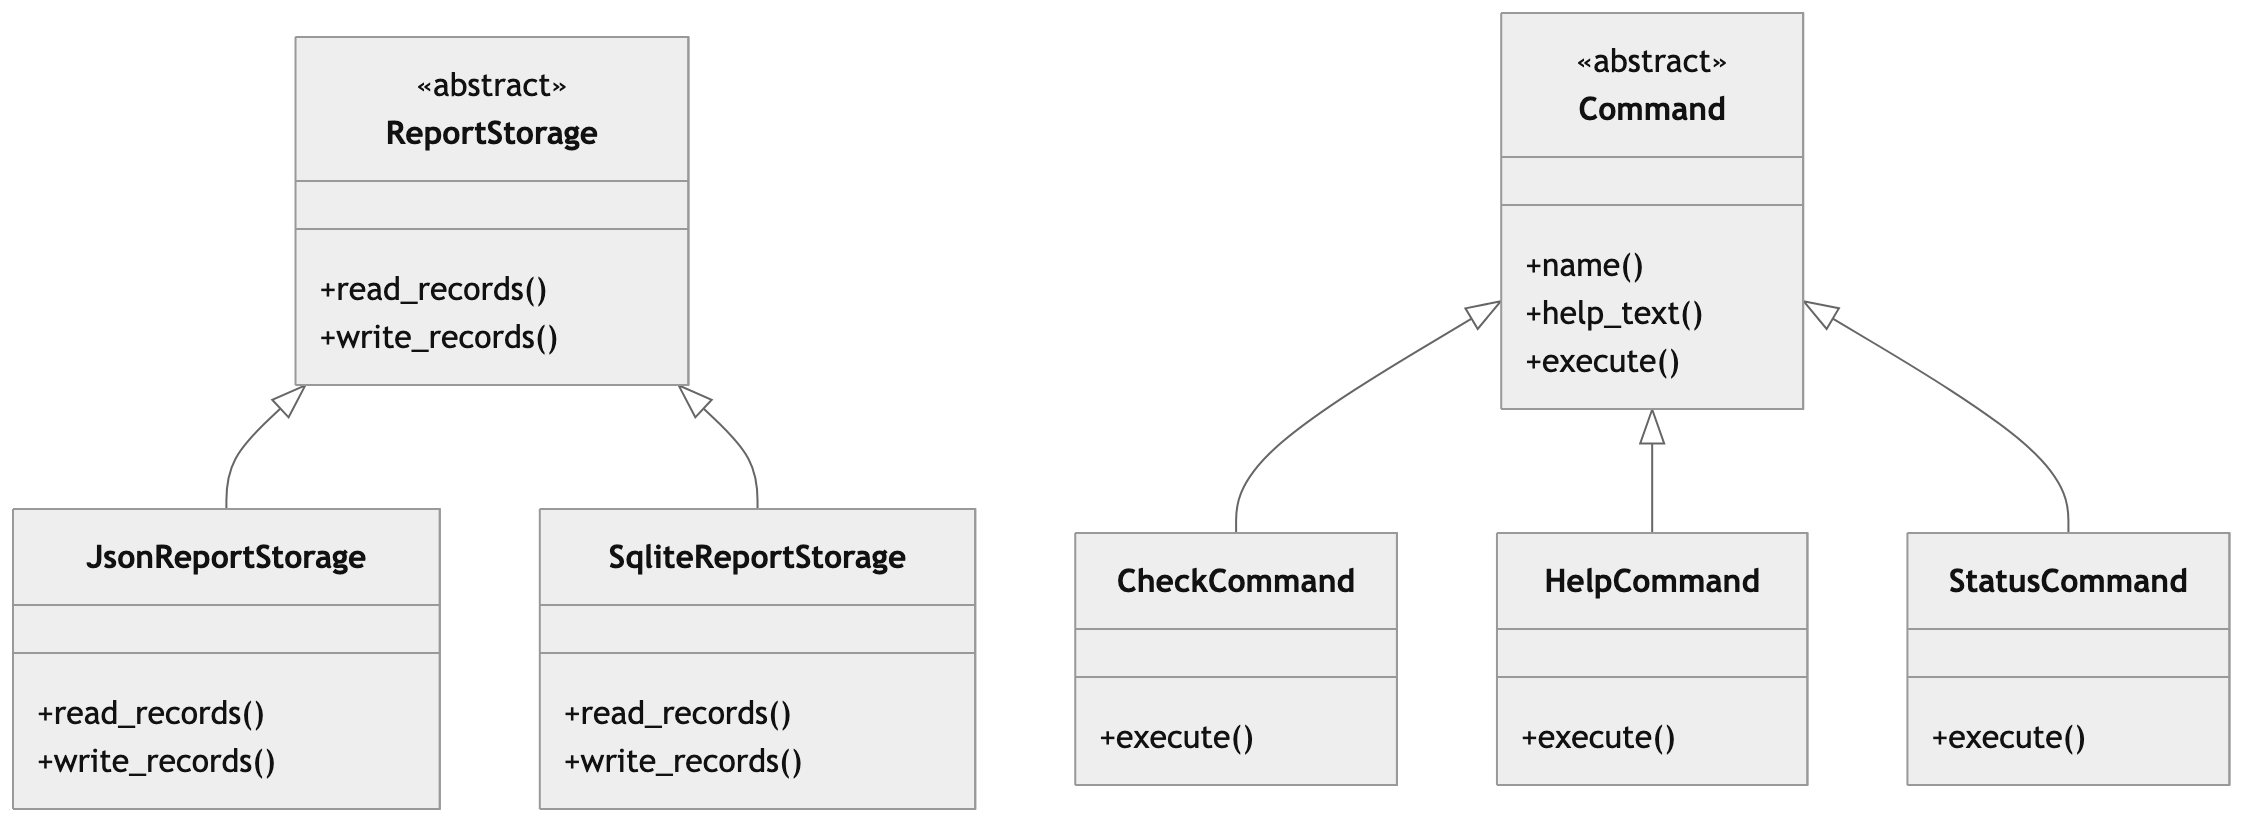 «abstract»
ReportStorage
+read_records()
+write_records()
JsonReportStorage
+read_records()
+write_records()
SqliteReportStorage
+read_records()
+write_records()
«abstract»
Command
+name()
+help_text()
+execute()
CheckCommand
+execute()
HelpCommand
+execute()
StatusCommand
+execute()